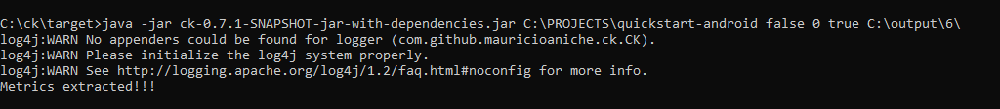 C:\ck\target>java -jar ck-0.7.1-SNAPSHOT-jar-with-dependencies.jar C:\PROJECTS\quickstart-android false 0 true C:\output\6\
log4j:WARN No appenders could be found for logger (com.github.mauricioaniche.ck.CK).
log4j:WARN Please initialize the log4j system properly.
log4j:WARN See http://logging.apache.org/log4j/1.2/faq.html#noconfig for more info.
Metrics extracted!!!